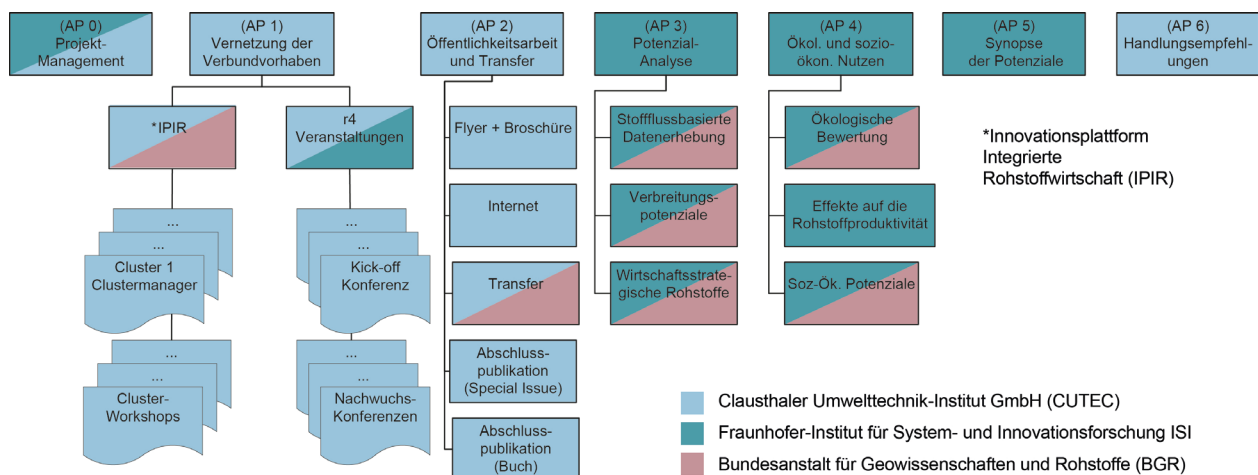 (AP 0)
Projekt-
Management
(AP 1)
Vernetzung der
Verbundvorhaben
(AP 2)
Öffentlichkeitsarbeit
und Transfer
(AP 3)
Potenzial-
Analyse
(AP 4)
Ökol. und sozio-
ökon. Nutzen
(AP 5)
Synopse
der Potenziale
(AP 6)
Handlungsempfehl-
ungen
*IPIR
r4
Veranstaltungen
...
...
Cluster 1
Clustermanager
...
...
Cluster-
Workshops
...
...
Kick-off
Konferenz
...
...
Nachwuchs-
Konferenzen
Flyer + Broschüre
Internet
Transfer
Abschluss-
publikation
(Special Issue)
Abschluss-
publikation
(Buch)
Stoffflussbasierte
Datenerhebung
Verbreitungs-
potenziale
Wirtschaftsstrate-
gische Rohstoffe
Ökologische
Bewertung
Effekte auf die
Rohstoffproduktivität
Soz-Ök. Potenziale
*Innovationsplattform
Integrierte
Rohstoffwirtschaft (IPIR)
Clausthaler Umwelttechnik-Institut GmbH (CUTEC)
Fraunhofer-Institut für System- und Innovationsforschung ISI
Bundesanstalt für Geowissenschaften und Rohstoffe (BGR)